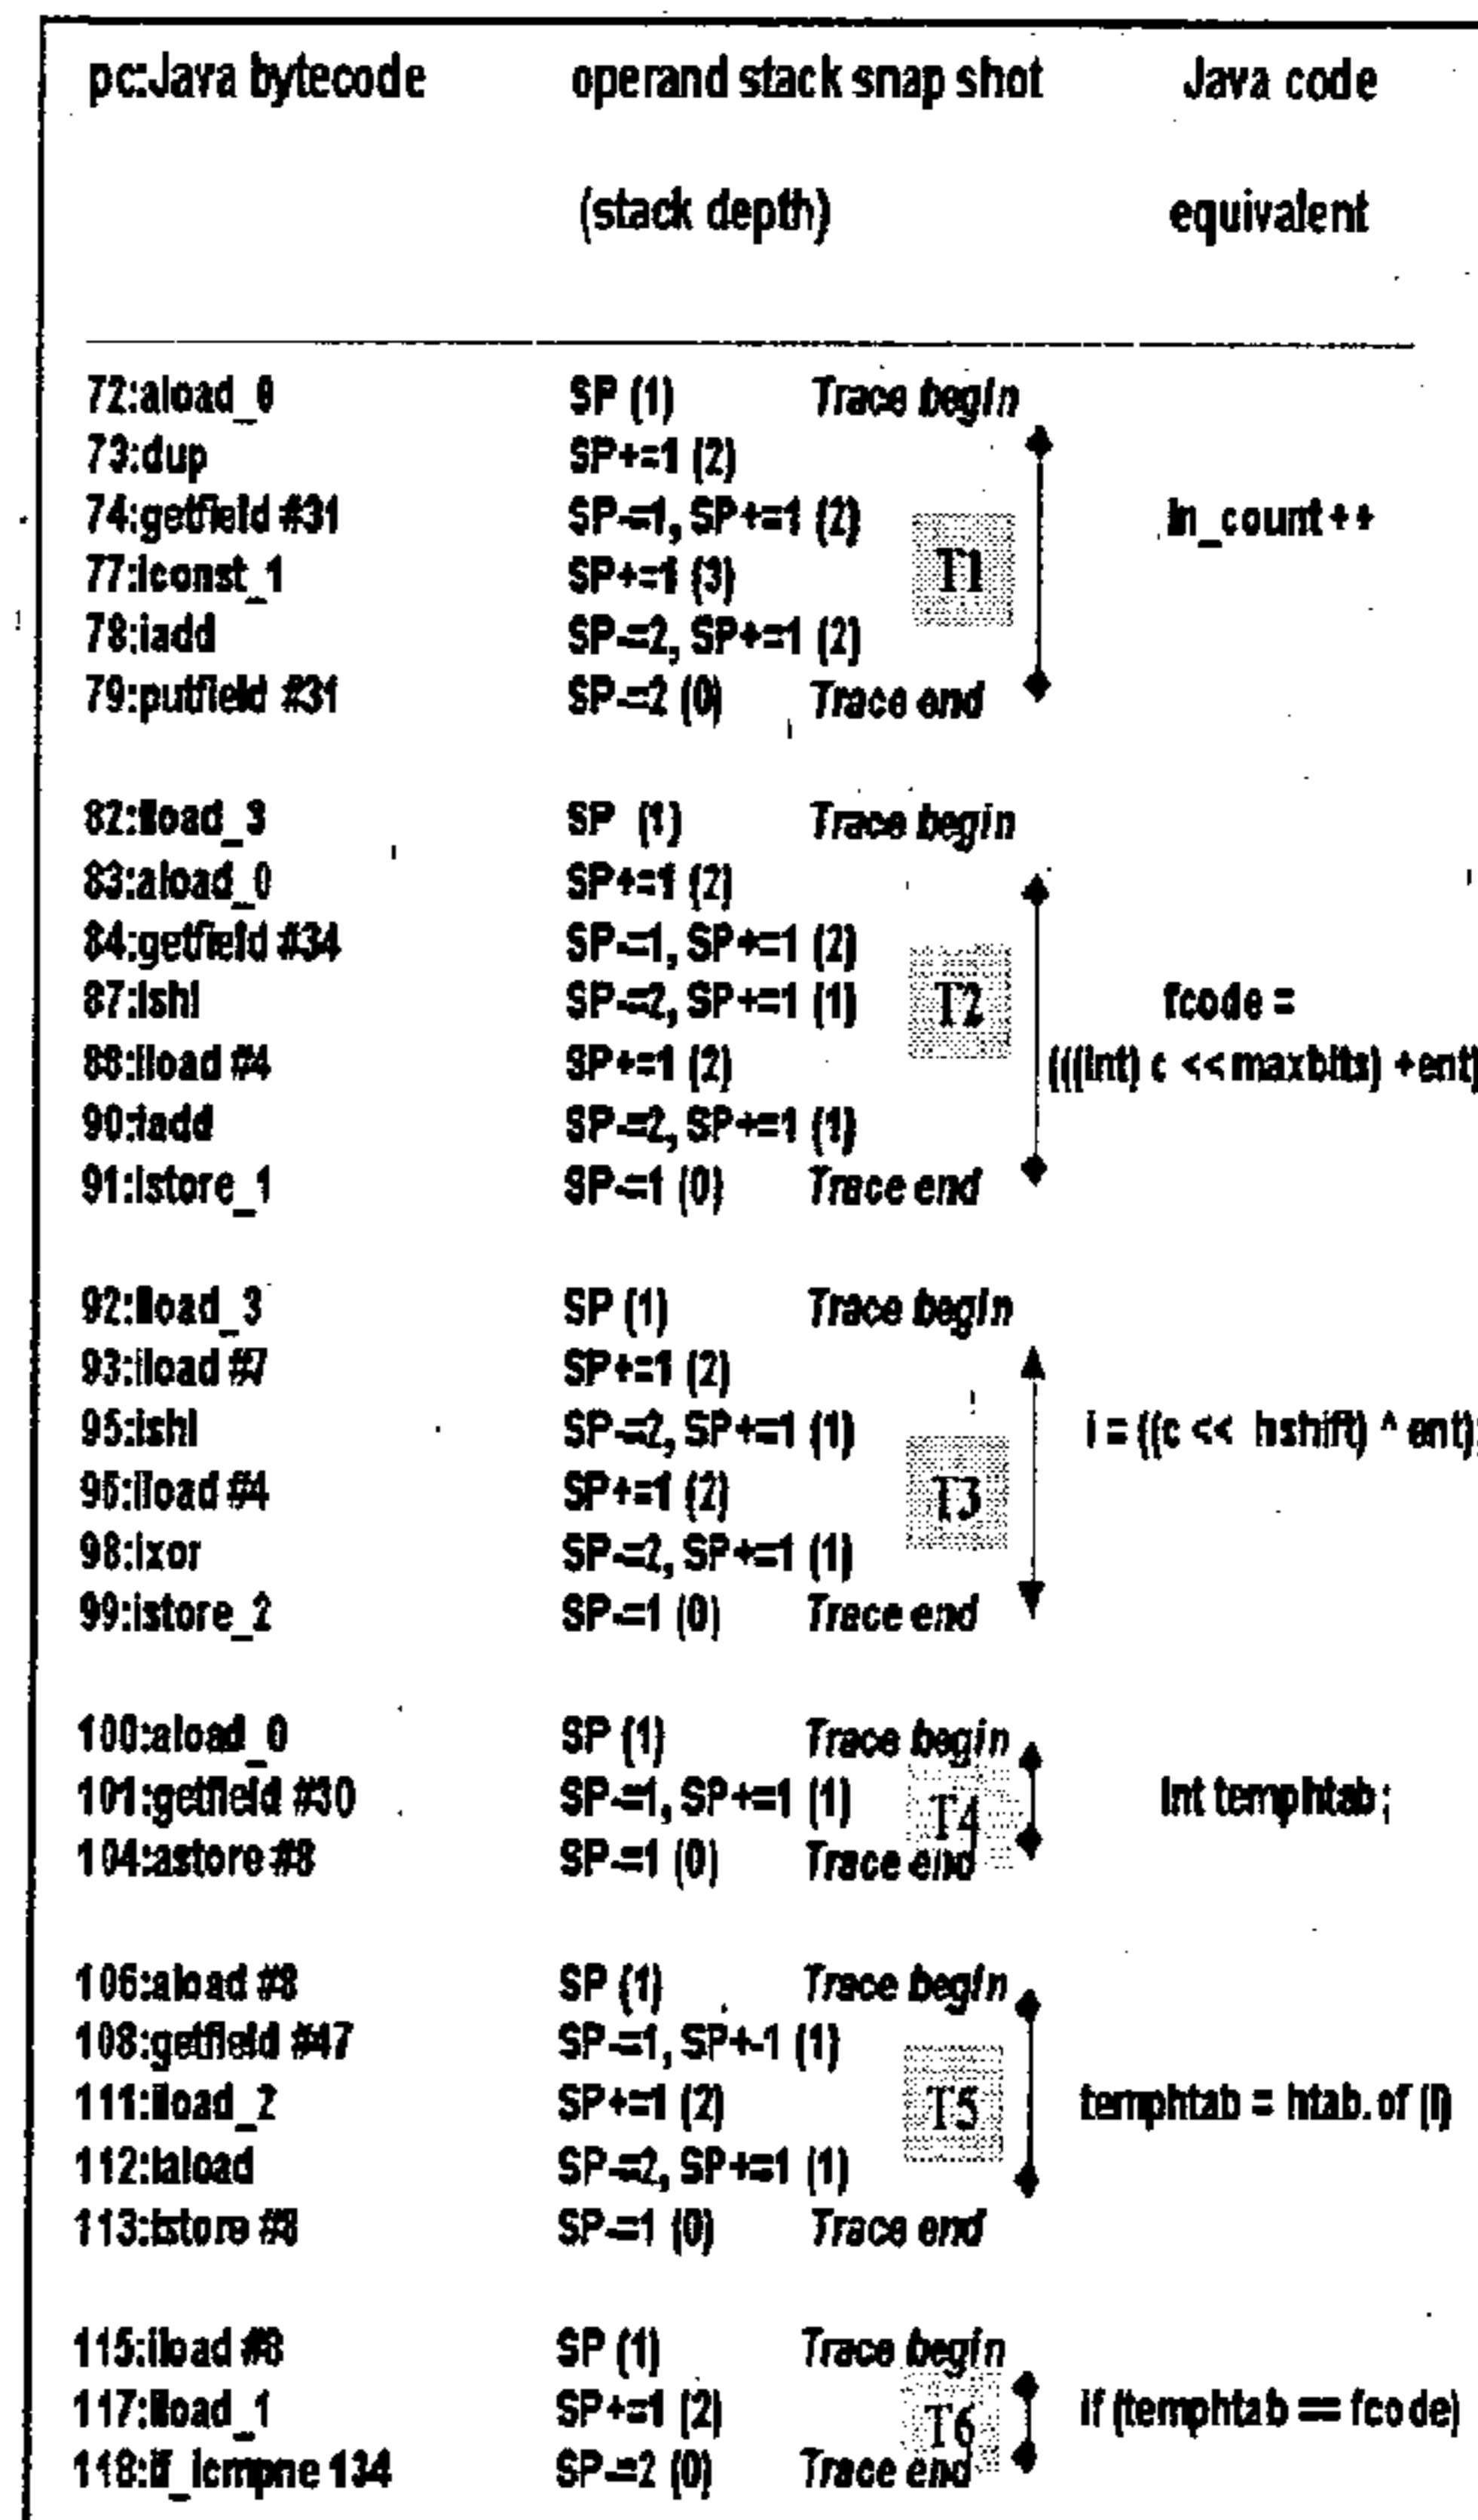 pc:Java bytecode operand stack snap shot Java code
(stack depth) equivalent
72:aload_0 SP (1) Trace begin
73:dup SP+=1 (2)
74:getfield #31 SP-=1, SP+=1 (2) in_count++
77:iconst_1 SP+=1 (3) T1
78:iadd SP-=2, SP+=1 (2)
79:putfield #31 SP-=2 (0) Trace end
82:iload_3 SP (1) Trace begin
83:aload_0 SP+=1 (2)
84:getfield #34 SP-=1, SP+=1 (2)
87:ishl SP-=2, SP+=1 (1) T2 fcode =
88:iload #4 SP+=1 (2) (((int) c << maxbits) +ent)
90:iadd SP-=2, SP+=1 (1)
91:istore_1 SP-=1 (0) Trace end
92:iload_3 SP (1) Trace begin
93:iload #7 SP+=1 (2)
95:ishl SP-=2, SP+=1 (1) i = ((c << hshift) ^ ent);
96:iload #4 SP+=1 (2) T3
98:ixor SP-=2, SP+=1 (1)
99:istore_2 SP-=1 (0) Trace end
100:aload_0 SP (1) Trace begin
101:getfield #30 SP-=1, SP+=1 (1) T4 int temphtab;
104:astore #8 SP-=1 (0) Trace end
106:aload #8 SP (1) Trace begin
108:getfield #47 SP-=1, SP+-1 (1)
111:iload_2 SP+=1 (2) T5 temphtab = htab.of (i)
112:iaload SP-=2, SP+=1 (1)
113:istore #8 SP-=1 (0) Trace end
115:iload #8 SP (1) Trace begin
117:iload_1 SP+=1 (2) T6 if (temphtab == fcode)
118:if_icmpne 134 SP-=2 (0) Trace end